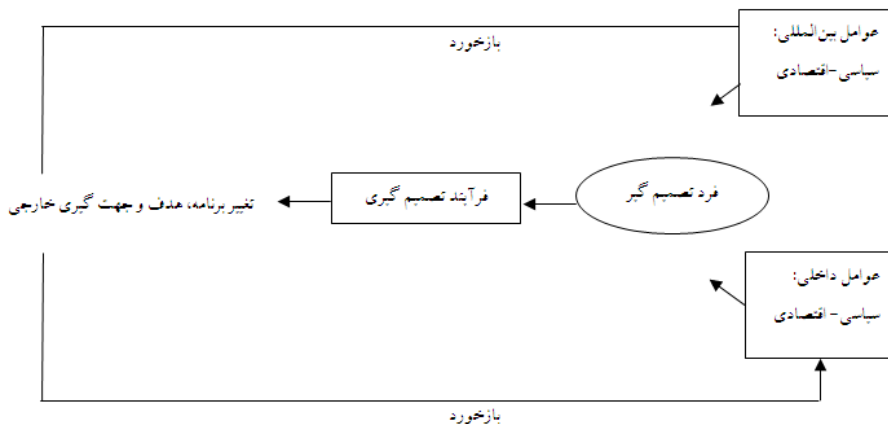 عوامل بین‌المللی:
سیاسی-اقتصادی
بازخورد
فرد تصمیم گیر
فرآیند تصمیم گیری
تغییر برنامه، هدف و جهت گیری خارجی
عوامل داخلی:
سیاسی- اقتصادی
بازخورد